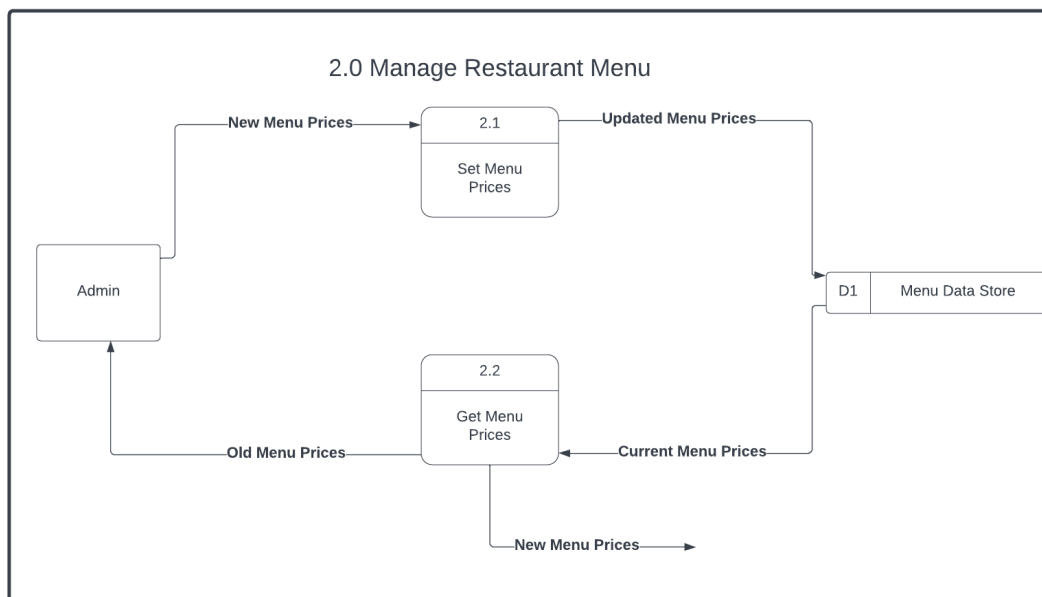 2.0 Manage Restaurant Menu
New Menu Prices
2.1
Updated Menu Prices
Set Menu
Prices
Admin
D1
Menu Data Store
2.2
Get Menu
Prices
Old Menu Prices
Current Menu Prices
New Menu Prices